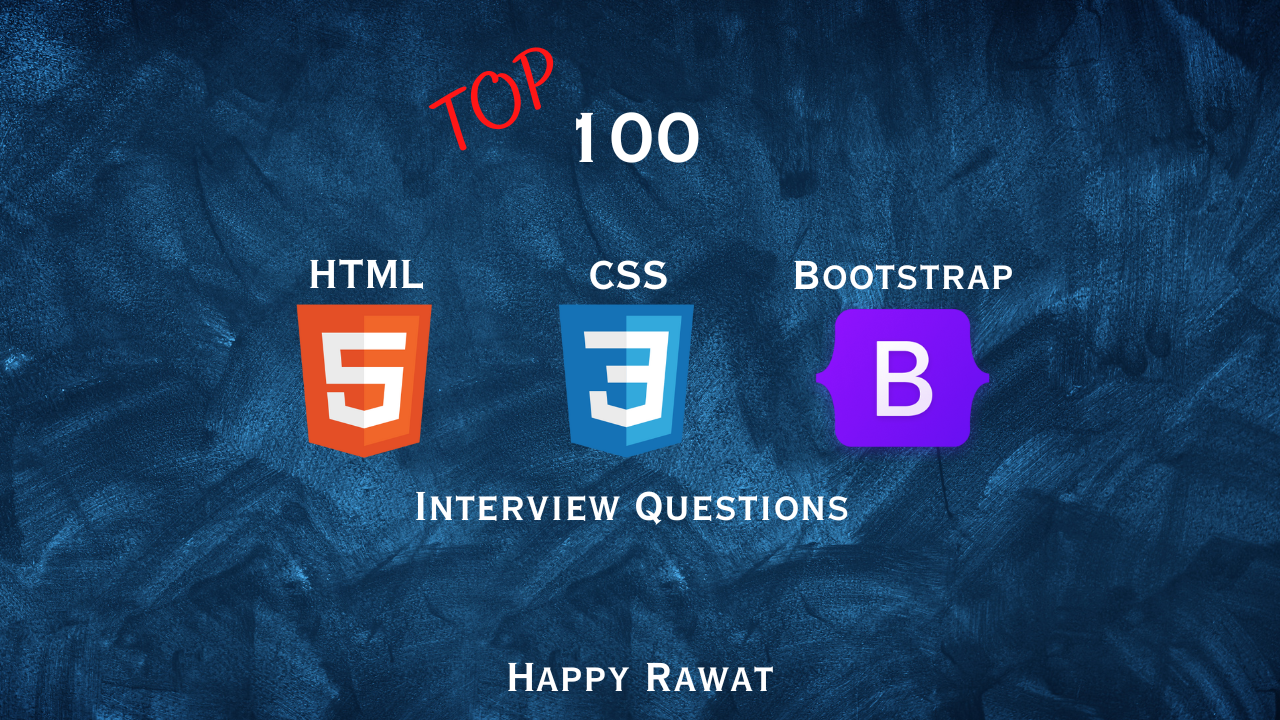 TOP
100
HTML
CSS
BOOTSTRAP
5
3
B
INTERVIEW QUESTIONS
HAPPY RAWAT